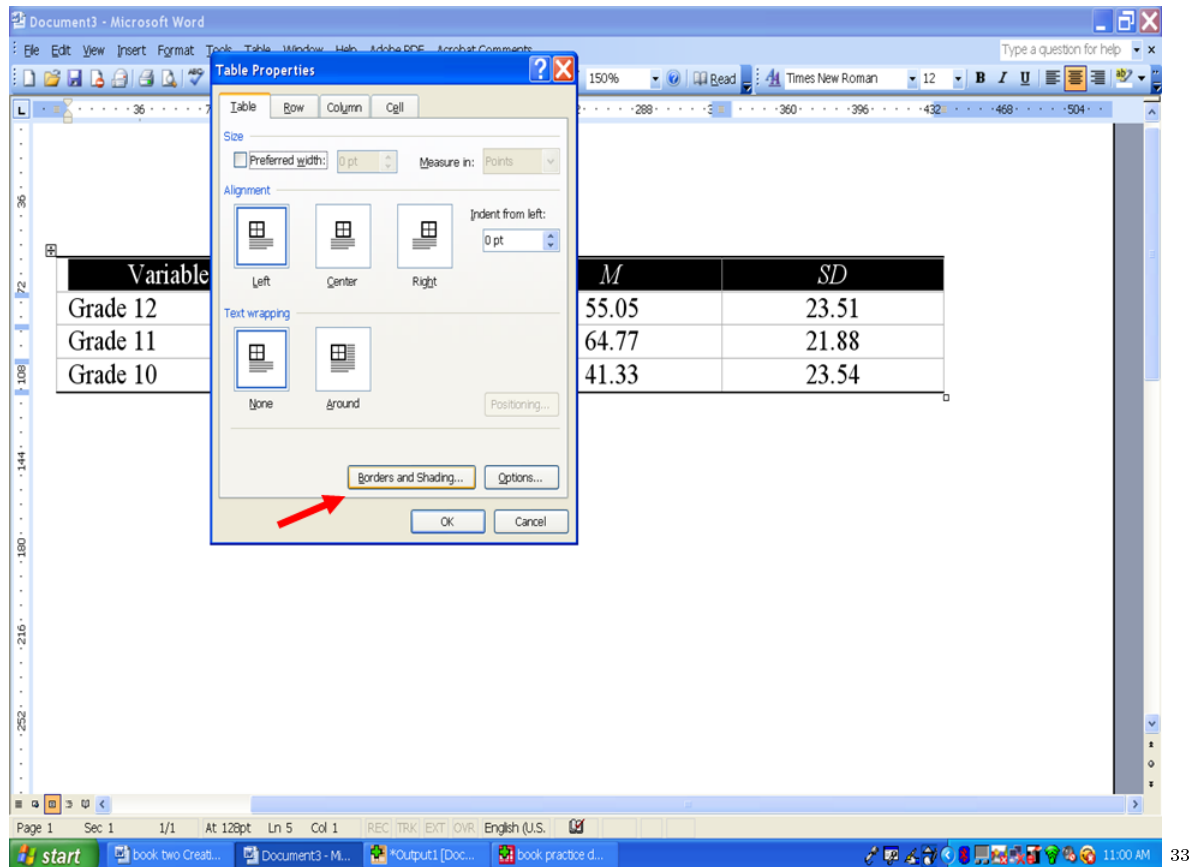 Document3 - Microsoft Word
File Edit View Insert Format Tools Table Window Help Adobe PDF Acrobat Comments
Type a question for help
150% Read Times New Roman 12 B I U
L 36 7 288 3 360 396 432 468 504
Table Properties
Table Row Column Cell
Size
Preferred width: 0 pt Measure in: Points
Alignment
Indent from left:
0 pt
Left Center Right
Text wrapping
None Around Positioning...
Borders and Shading... Options...
OK Cancel
Variable M SD
Grade 12 55.05 23.51
Grade 11 64.77 21.88
Grade 10 41.33 23.54
36
72
108
144
180
216
252
Page 1 Sec 1 1/1 At 128pt Ln 5 Col 1 REC TRK EXT OVR English (U.S.
start book two Creati... Document3 - Mi... *Output1 [Doc... book practice d... 11:00 AM
33